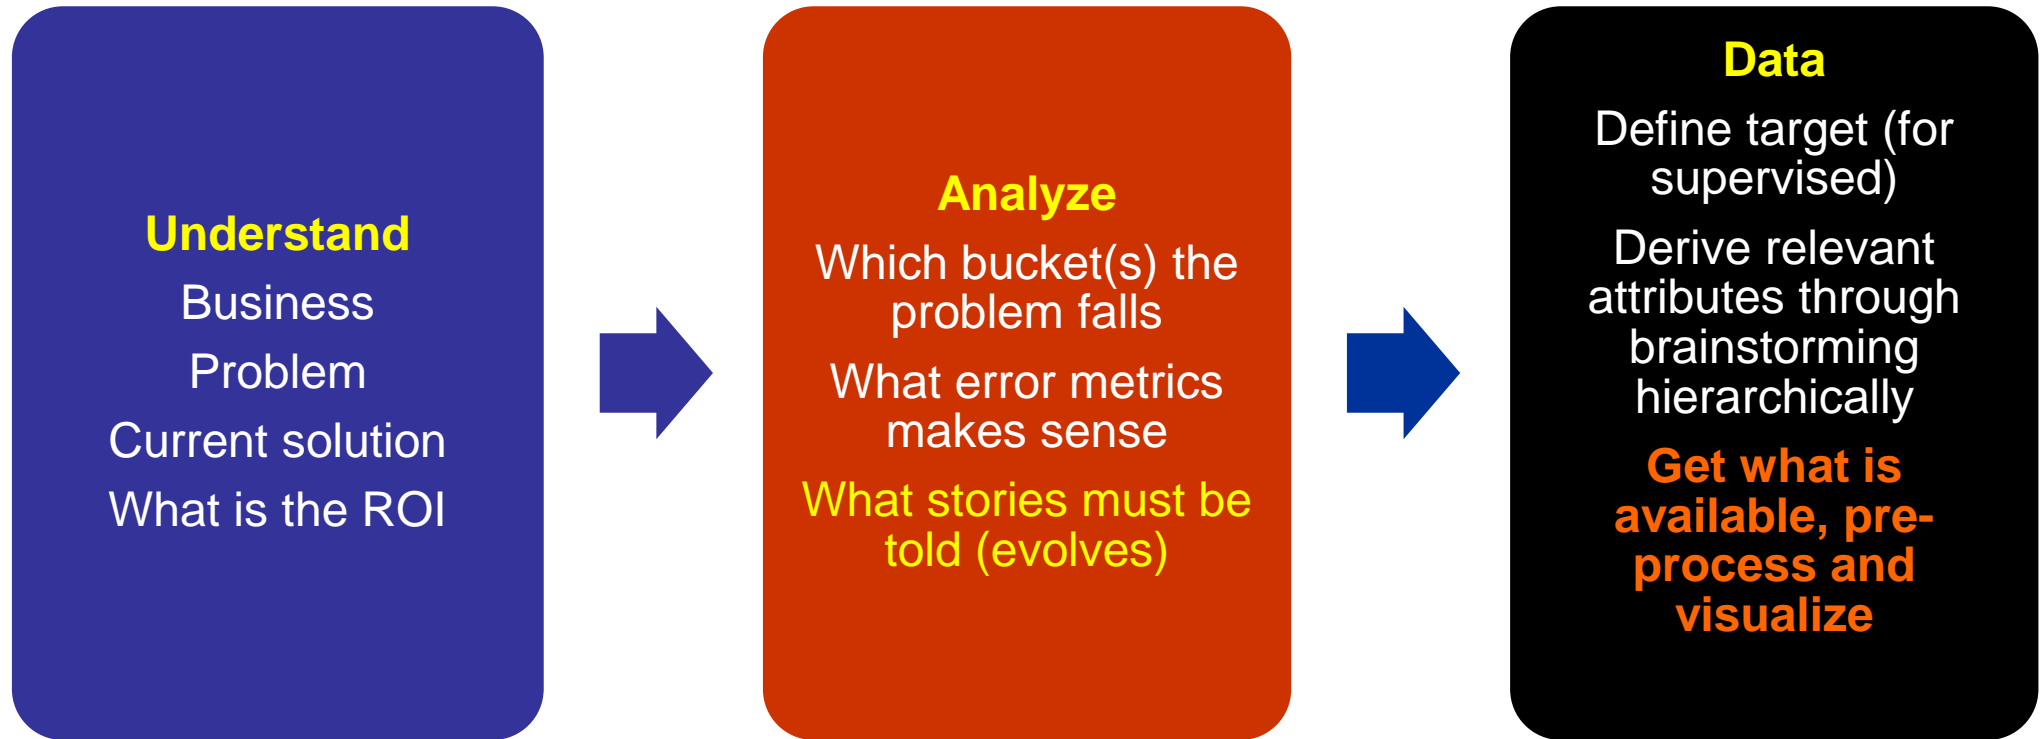 Understand
Business
Problem
Current solution
What is the ROI
Analyze
Which bucket(s) the
problem falls
What error metrics
makes sense
What stories must be
told (evolves)
Data
Define target (for
supervised)
Derive relevant
attributes through
brainstorming
hierarchically
Get what is
available, pre-
process and
visualize